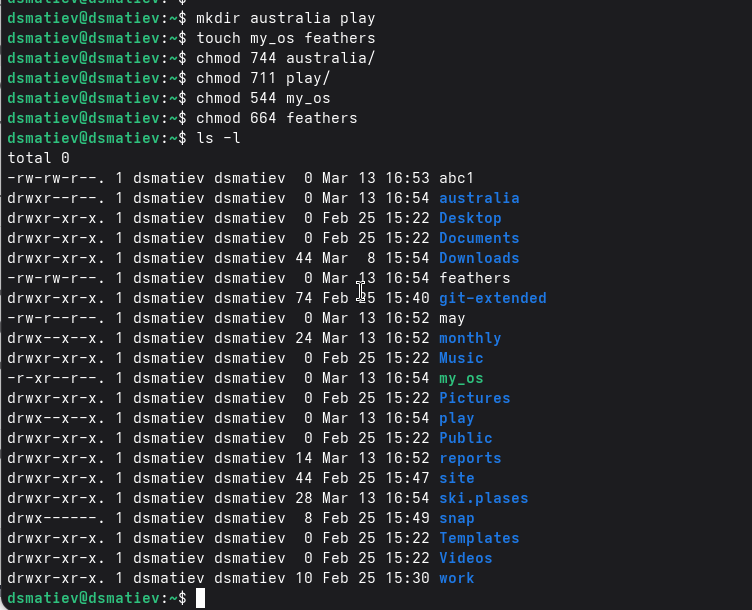 dsmatiev@dsmatiev:~$ mkdir australia play
dsmatiev@dsmatiev:~$ touch my_os feathers
dsmatiev@dsmatiev:~$ chmod 744 australia/
dsmatiev@dsmatiev:~$ chmod 711 play/
dsmatiev@dsmatiev:~$ chmod 544 my_os
dsmatiev@dsmatiev:~$ chmod 664 feathers
dsmatiev@dsmatiev:~$ ls -l
total 0
-rw-rw-r--. 1 dsmatiev dsmatiev  0 Mar 13 16:53 abc1
drwxr--r--. 1 dsmatiev dsmatiev  0 Mar 13 16:54 australia
drwxr-xr-x. 1 dsmatiev dsmatiev  0 Feb 25 15:22 Desktop
drwxr-xr-x. 1 dsmatiev dsmatiev  0 Feb 25 15:22 Documents
drwxr-xr-x. 1 dsmatiev dsmatiev 44 Mar  8 15:54 Downloads
-rw-rw-r--. 1 dsmatiev dsmatiev  0 Mar 13 16:54 feathers
drwxr-xr-x. 1 dsmatiev dsmatiev 74 Feb 25 15:40 git-extended
-rw-r--r--. 1 dsmatiev dsmatiev  0 Mar 13 16:52 may
drwx--x--x. 1 dsmatiev dsmatiev 24 Mar 13 16:52 monthly
drwxr-xr-x. 1 dsmatiev dsmatiev  0 Feb 25 15:22 Music
-r-xr--r--. 1 dsmatiev dsmatiev  0 Mar 13 16:54 my_os
drwxr-xr-x. 1 dsmatiev dsmatiev  0 Feb 25 15:22 Pictures
drwx--x--x. 1 dsmatiev dsmatiev  0 Mar 13 16:54 play
drwxr-xr-x. 1 dsmatiev dsmatiev  0 Feb 25 15:22 Public
drwxr-xr-x. 1 dsmatiev dsmatiev 14 Mar 13 16:52 reports
drwxr-xr-x. 1 dsmatiev dsmatiev 44 Feb 25 15:47 site
drwxr-xr-x. 1 dsmatiev dsmatiev 28 Mar 13 16:54 ski.plases
drwx------. 1 dsmatiev dsmatiev  8 Feb 25 15:49 snap
drwxr-xr-x. 1 dsmatiev dsmatiev  0 Feb 25 15:22 Templates
drwxr-xr-x. 1 dsmatiev dsmatiev  0 Feb 25 15:22 Videos
drwxr-xr-x. 1 dsmatiev dsmatiev 10 Feb 25 15:30 work
dsmatiev@dsmatiev:~$